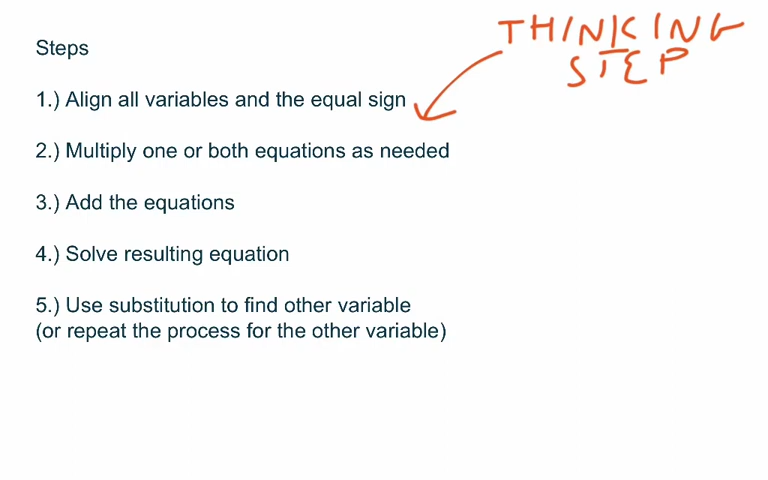 THINKING
STEP
Steps
1.) Align all variables and the equal sign
2.) Multiply one or both equations as needed
3.) Add the equations
4.) Solve resulting equation
5.) Use substitution to find other variable
(or repeat the process for the other variable)